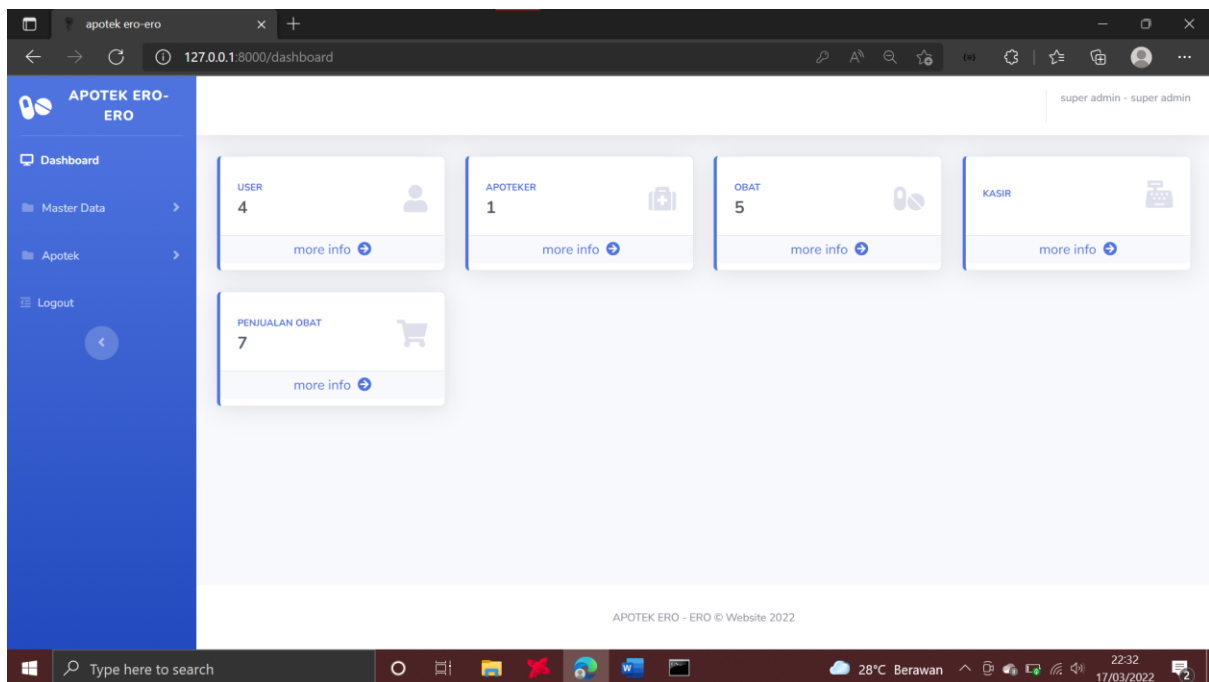 apotek ero-ero
127.0.0.1:8000/dashboard
APOTEK ERO-
ERO
super admin - super admin
Dashboard
Master Data
Apotek
Logout
USER
4
more info
APOTEKER
1
more info
OBAT
5
more info
KASIR
more info
PENJUALAN OBAT
7
more info
APOTEK ERO - ERO © Website 2022
Type here to search
28°C Berawan
22:32
17/03/2022
2